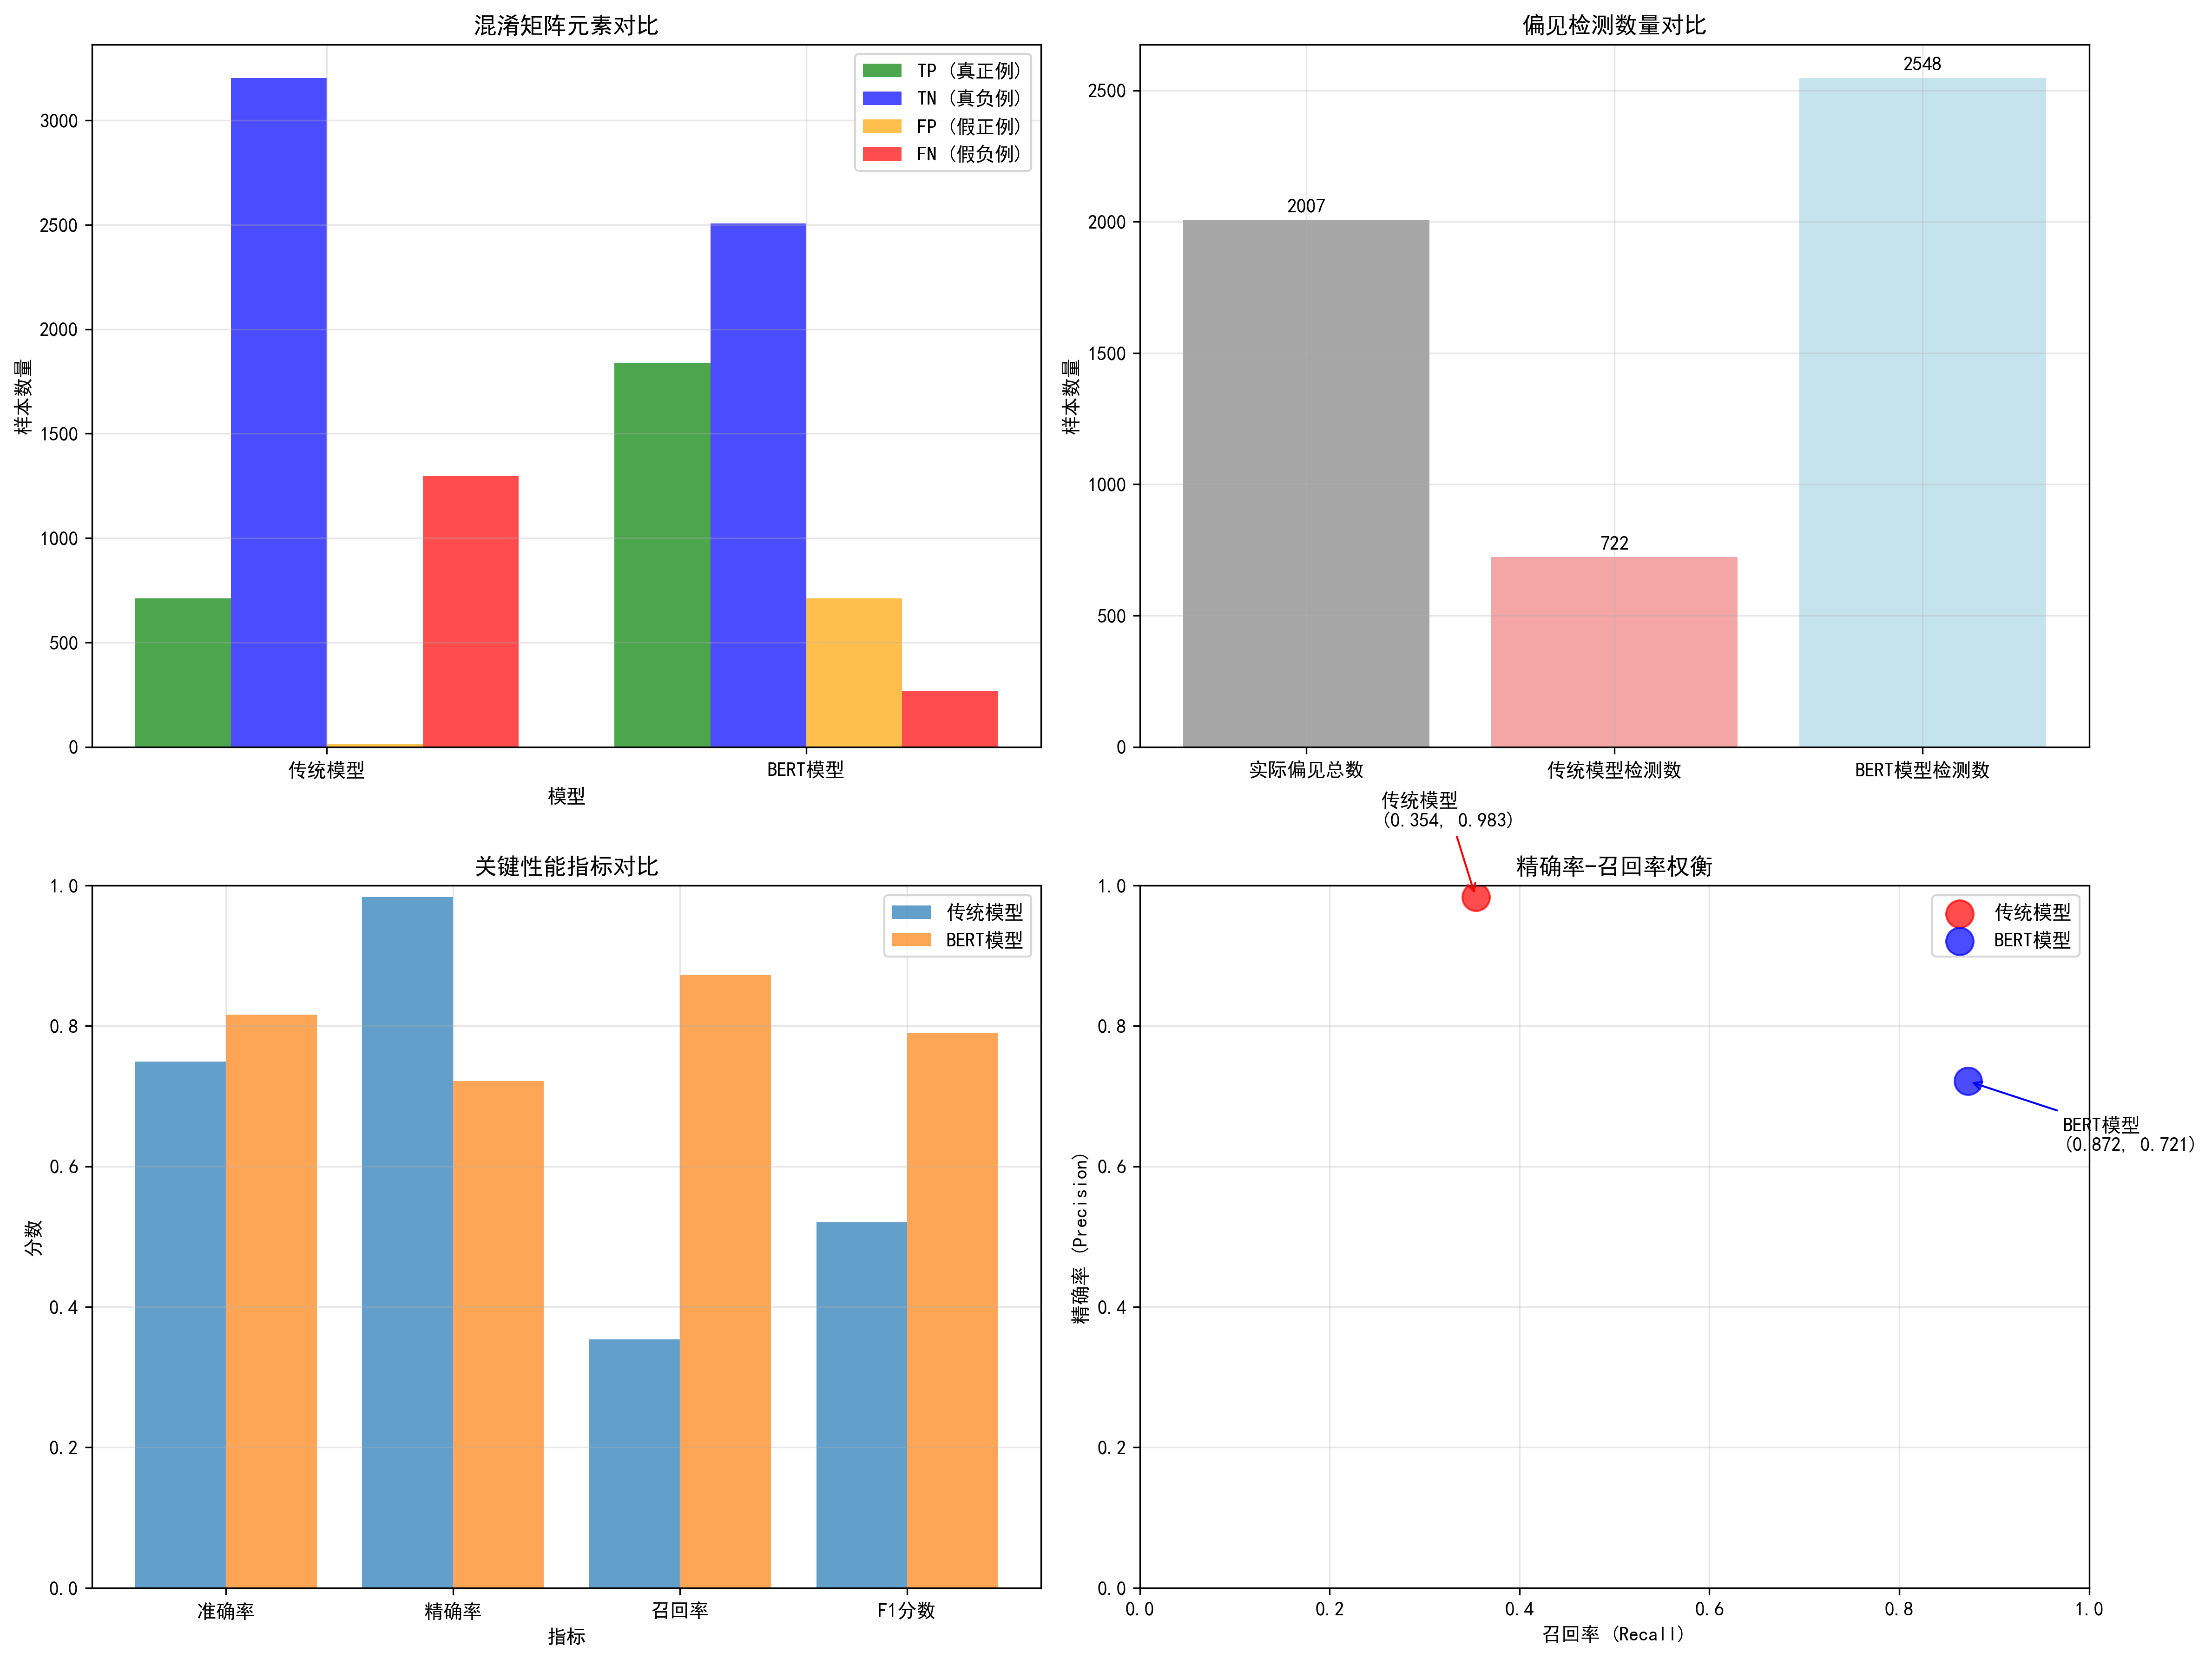 混淆矩阵元素对比
TP (真正例)
TN (真负例)
FP (假正例)
FN (假负例)
样本数量
3000
2500
2000
1500
1000
500
0
传统模型
BERT模型
模型
偏见检测数量对比
样本数量
2500
2000
1500
1000
500
0
2007
722
2548
实际偏见总数
传统模型检测数
BERT模型检测数
关键性能指标对比
传统模型
BERT模型
分数
1.0
0.8
0.6
0.4
0.2
0.0
准确率
精确率
召回率
F1分数
指标
传统模型
(0.354, 0.983)
精确率-召回率权衡
传统模型
BERT模型
BERT模型
(0.872, 0.721)
精确率 (Precision)
1.0
0.8
0.6
0.4
0.2
0.0
0.0
0.2
0.4
0.6
0.8
1.0
召回率 (Recall)